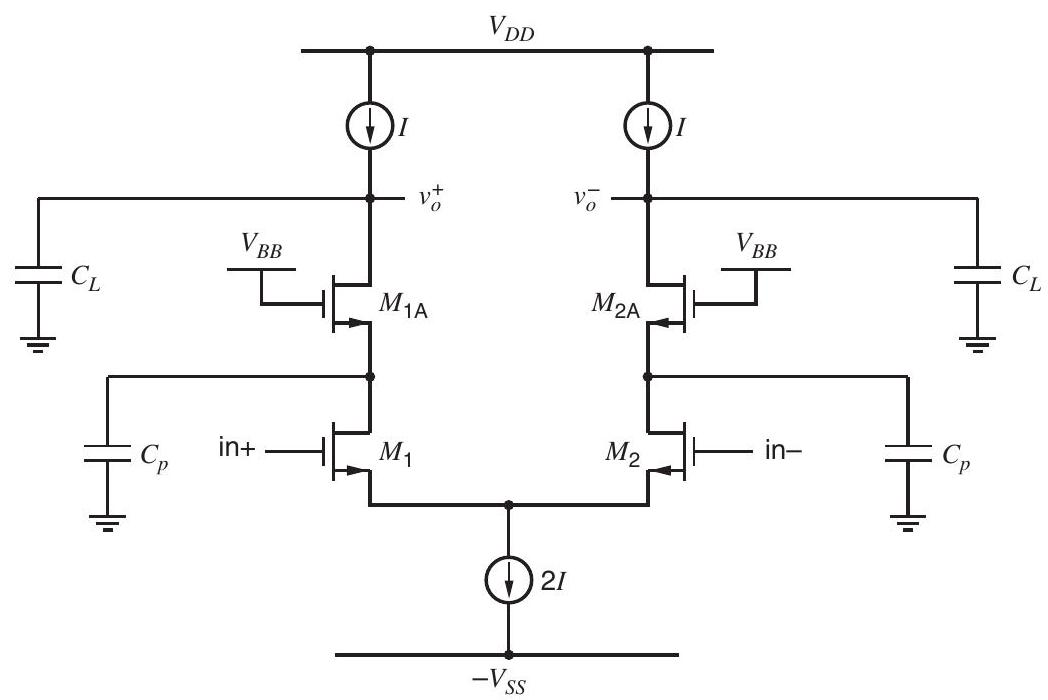 V_{DD}
I
I
v_o^+
v_o^-
V_{BB}
V_{BB}
C_L
M_{1A}
M_{2A}
C_L
in+
M_1
M_2
in–
C_p
C_p
2I
–V_{SS}